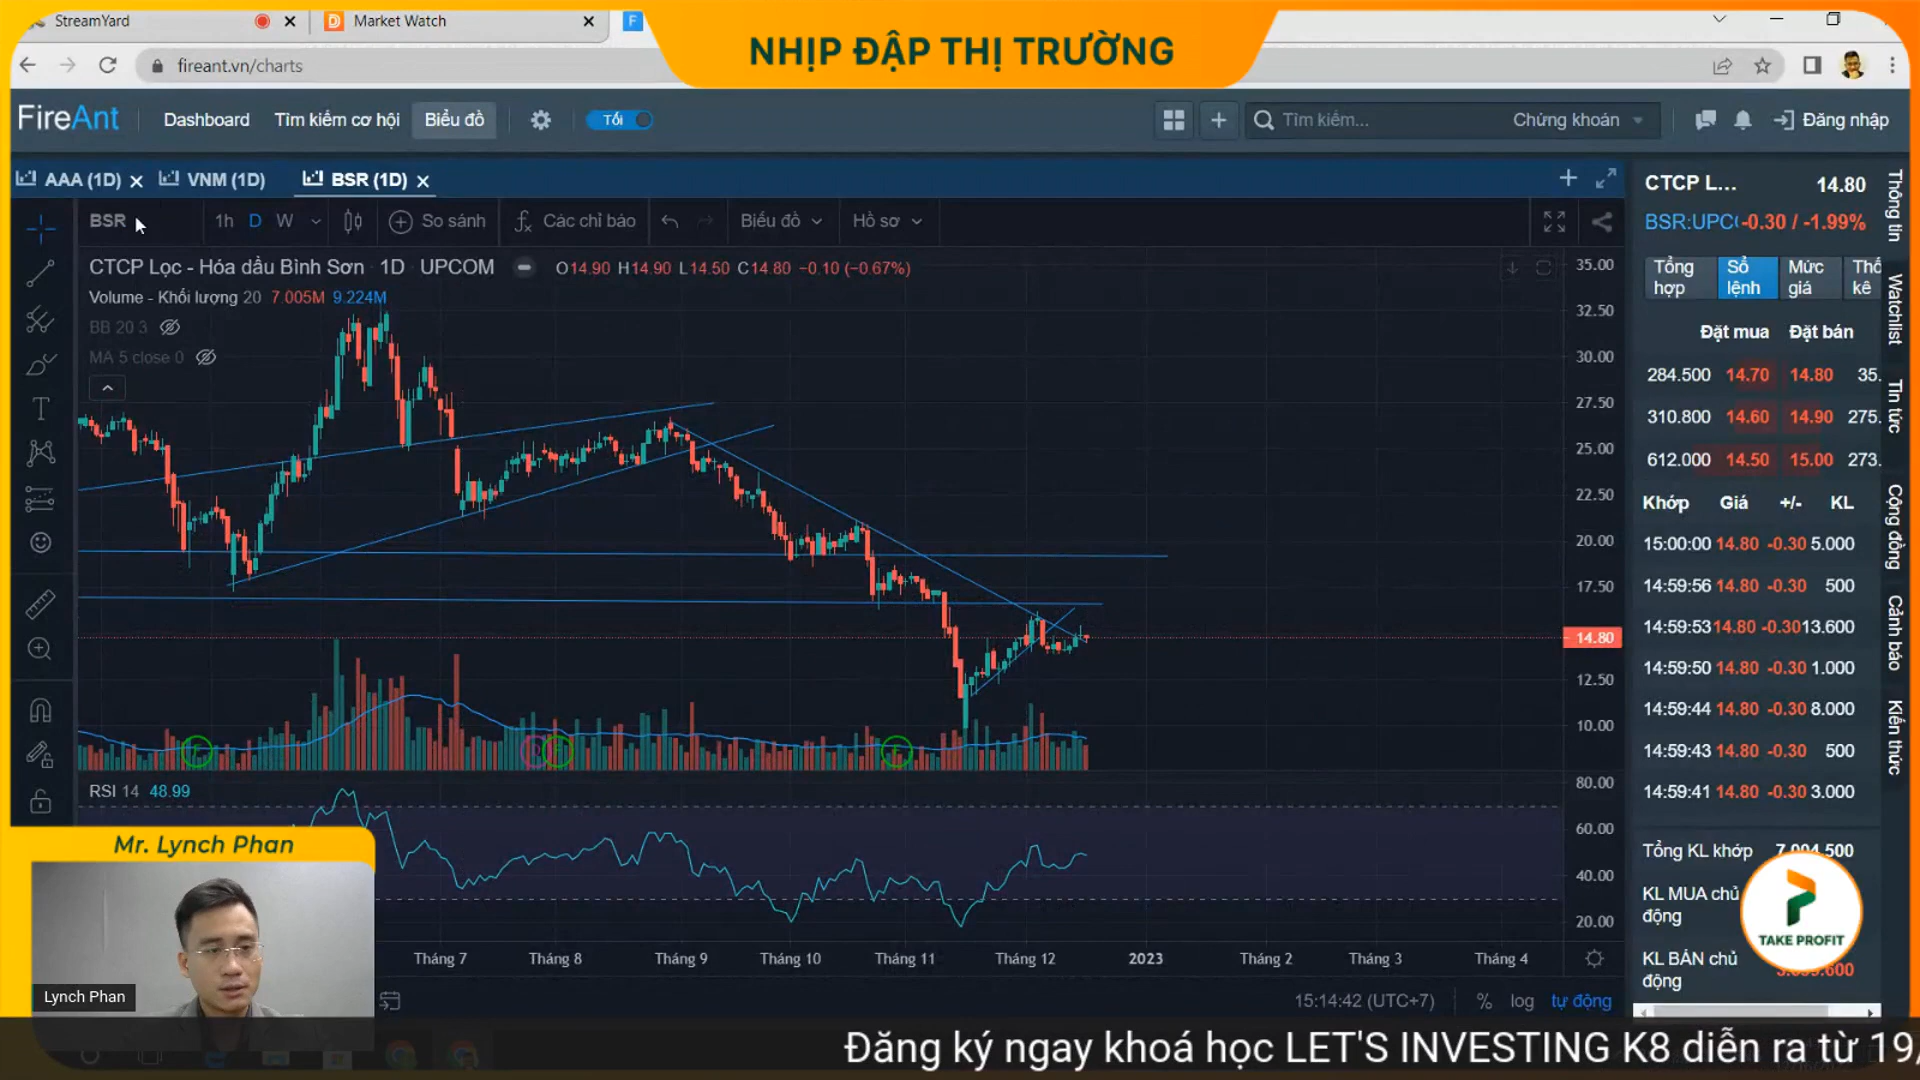 StreamYard
Market Watch
NHỊP ĐẬP THỊ TRƯỜNG
fireant.vn/charts
FireAnt
Dashboard
Tìm kiếm cơ hội
Biểu đồ
Tối
Tìm kiếm...
Chứng khoán
Đăng nhập
AAA (1D)
VNM (1D)
BSR (1D)
BSR
1h
D
W
So sánh
Các chỉ báo
Biểu đồ
Hồ sơ
CTCP Lọc - Hóa dầu Bình Sơn 1D UPCOM
O14.90 H14.90 L14.50 C14.80 −0.10 (−0.67%)
Volume - Khối lượng 20 7.005M 9.224M
BB 20 3
MA 5 close 0
35.00
32.50
30.00
27.50
25.00
22.50
20.00
17.50
14.80
12.50
10.00
RSI 14 48.99
80.00
60.00
40.00
20.00
Tháng 7
Tháng 8
Tháng 9
Tháng 10
Tháng 11
Tháng 12
2023
Tháng 2
Tháng 3
Tháng 4
15:14:42 (UTC+7)
%
log
tự động
CTCP L... 14.80
BSR:UPC -0.30 / -1.99%
Tổng hợp
Sổ lệnh
Mức giá
Thố kê
Đặt mua Đặt bán
284.500 14.70 14.80 35.
310.800 14.60 14.90 275.
612.000 14.50 15.00 273.
Khớp Giá +/- KL
15:00:00 14.80 -0.30 5.000
14:59:56 14.80 -0.30 500
14:59:53 14.80 -0.30 13.600
14:59:50 14.80 -0.30 1.000
14:59:44 14.80 -0.30 8.000
14:59:43 14.80 -0.30 500
14:59:41 14.80 -0.30 3.000
Tổng KL khớp 7.004.500
KL MUA chủ động
KL BÁN chủ động
TAKE PROFIT
Thông tin
Watchlist
Tin tức
Cộng đồng
Cảnh báo
Kiến thức
Mr. Lynch Phan
Lynch Phan
Đăng ký ngay khoá học LET'S INVESTING K8 diễn ra từ 19,